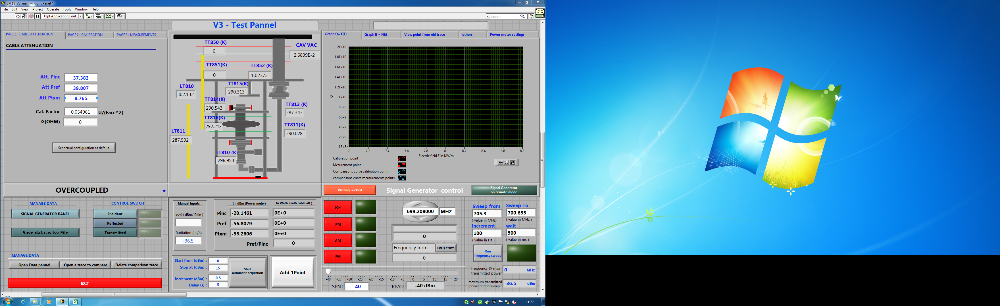 SM18_V3_main.vi Front Panel *
File Edit View Project Operate Tools Window Help
15pt Application Font
Search
V3 - Test Pannel
PAGE 1 : CABLE ATTENUATION
PAGE 2 : CALIBRATION
PAGE 3 : MEASUREMENTS
CABLE ATTENUATION
Att. Pinc 37.383
Att Pref 39.807
Att Ptxm 8.765
Cal. Factor 0.054961 U/(Eacc^2)
G(OHM) 0
Set actual configuration as default
TT850 (K)
0
CAV VAC
2.6839E-2
TT851(K)
0
TT852 (K)
1.02373
LT810
302.132
TT815(K)
290.313
TT814(K)
290.543
TT813 (K)
287.343
TT816(K)
292.218
TT811(K)
290.028
LT811
287.592
TT810 (K)
296.953
Graph Q= F(E)
Graph B = F(E)
View point from old trace
others
Power meter settings
2E+10
1.8E+10
1.6E+10
1.4E+10
1.2E+10
1E+10
8E+9
6E+9
4E+9
2E+9
1E+8
Q
7 7.2 7.4 7.6 7.8 8 8.2 8.4 8.6 8.8
Electric field E in MV/m
Calibration point
Mesurement point
Comparisons curve calibration point
comparisons curve measurements points
OVERCOUPLED
MANAGE DATA
SIGNAL GENERATOR PANEL
Save data as tsv File
CONTROL SWITCH
Incident
Reflected
Transmitted
MANAGE DATA
Open Data pannel
Open a trace to compare
Delete comparison trace
EXIT
Manual inputs
Level ( dBm/ Gain )
Radiation (us/h)
-36.5
In dBm (Power meter) In Watts (with cable att.)
Pinc -20.1461 0E+0
Pref -56.8079 0E+0
Ptxm -55.2606 0E+0
Pref/Pinc 0
Start from (dBm) : 0
Stop at (dBm) : 15
Increment (dBm) : 0.5
Delay (s) : 5
Start
automatic acquistion
Add 1Point
Writing Locked
Signal Generator control
Signal Generator
on remote mode
RF
PM
AM
FM
699.208000 MHZ
0
Frequency from FREQ COPY
0
Sweep from Sweep To
705.3 700.655
( value in MHz) ( value in MHz )
Increment wait
100 500
( value in Hz ) ( value in ms )
Run
frequency sweep
frequency @ max
transmitted power
0 MHz
maximum transmitted
power during sweep
-36.5 dBm
-40 -35 -30 -25 -20 -15 -10 -5 0 5 10 15 20
SENT -40
READ -40 dBm
11:27